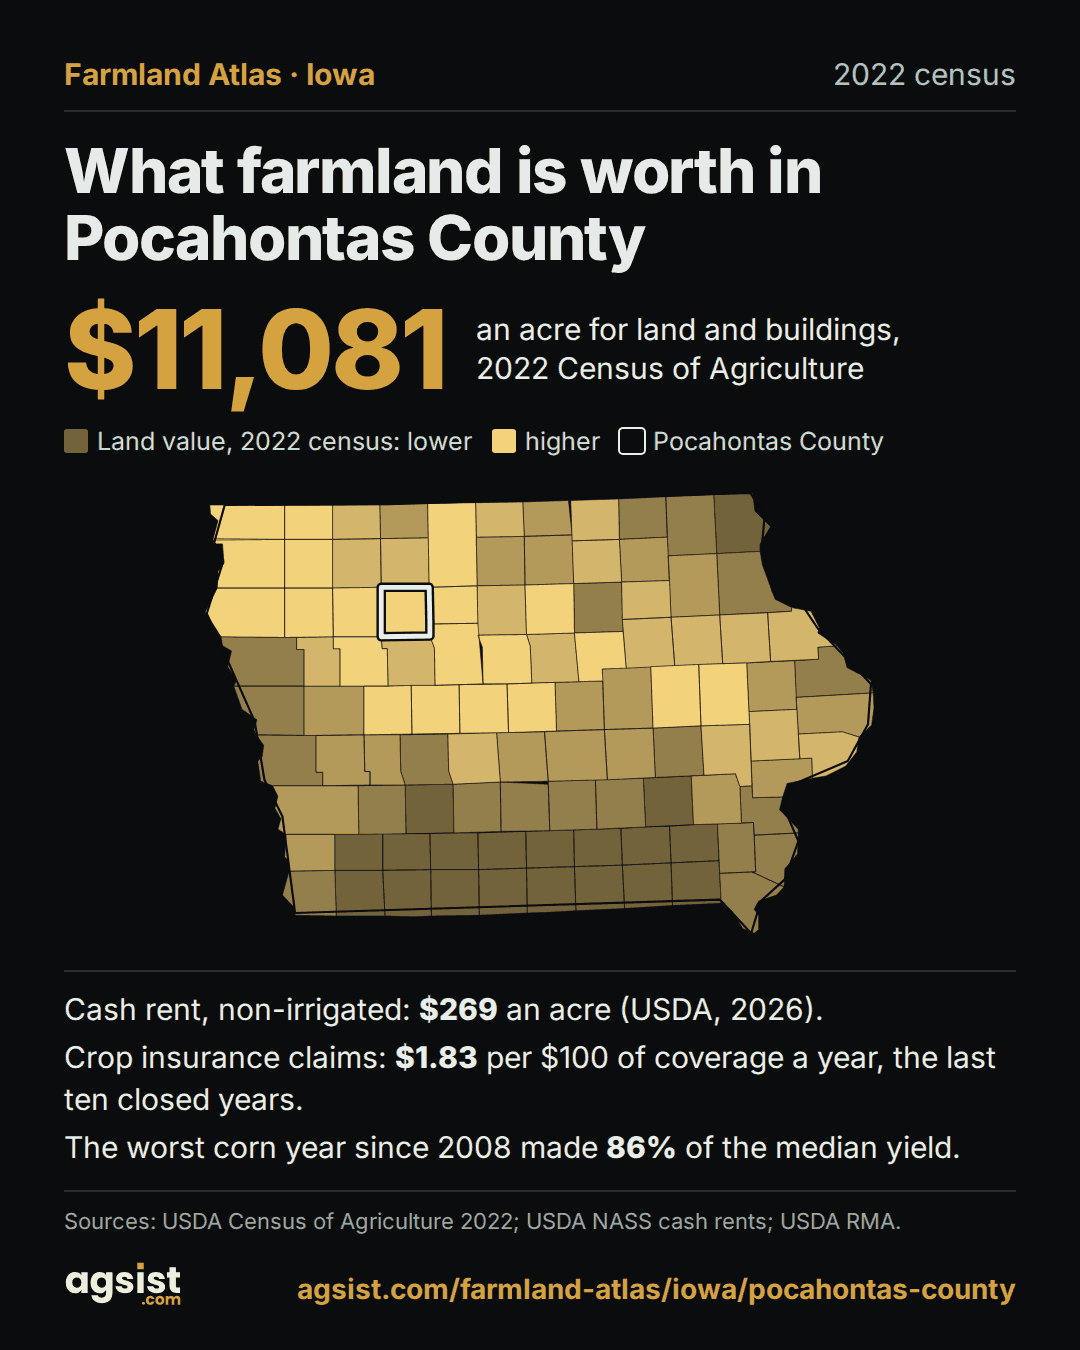 Farmland Atlas · Iowa
2022 census
What farmland is worth in
Pocahontas County
$11,081
an acre for land and buildings,
2022 Census of Agriculture
Land value, 2022 census: lower
higher
Pocahontas County
Cash rent, non-irrigated: $269 an acre (USDA, 2026).
Crop insurance claims: $1.83 per $100 of coverage a year, the last
ten closed years.
The worst corn year since 2008 made 86% of the median yield.
Sources: USDA Census of Agriculture 2022; USDA NASS cash rents; USDA RMA.
agsist
.com
agsist.com/farmland-atlas/iowa/pocahontas-county